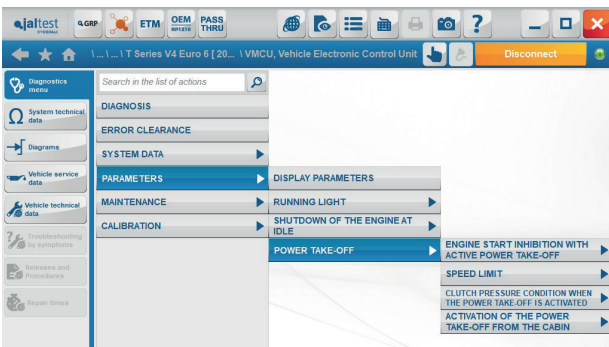 jaltest
GRP
ETM
OEM
RP1210
PASS
THRU
?
\ ... \ ... \ T Series V4 Euro 6 [ 20... \ VMCU, Vehicle Electronic Control Unit
Disconnect
Diagnostics
menu
System technical
data
Diagrams
Vehicle service
data
Vehicle technical
data
Troubleshooting
by symptoms
Releases and
Procedures
Repair times
Search in the list of actions
DIAGNOSIS
ERROR CLEARANCE
SYSTEM DATA
PARAMETERS
MAINTENANCE
CALIBRATION
DISPLAY PARAMETERS
RUNNING LIGHT
SHUTDOWN OF THE ENGINE AT
IDLE
POWER TAKE-OFF
ENGINE START INHIBITION WITH
ACTIVE POWER TAKE-OFF
SPEED LIMIT
CLUTCH PRESSURE CONDITION WHEN
THE POWER TAKE-OFF IS ACTIVATED
ACTIVATION OF THE POWER
TAKE-OFF FROM THE CABIN